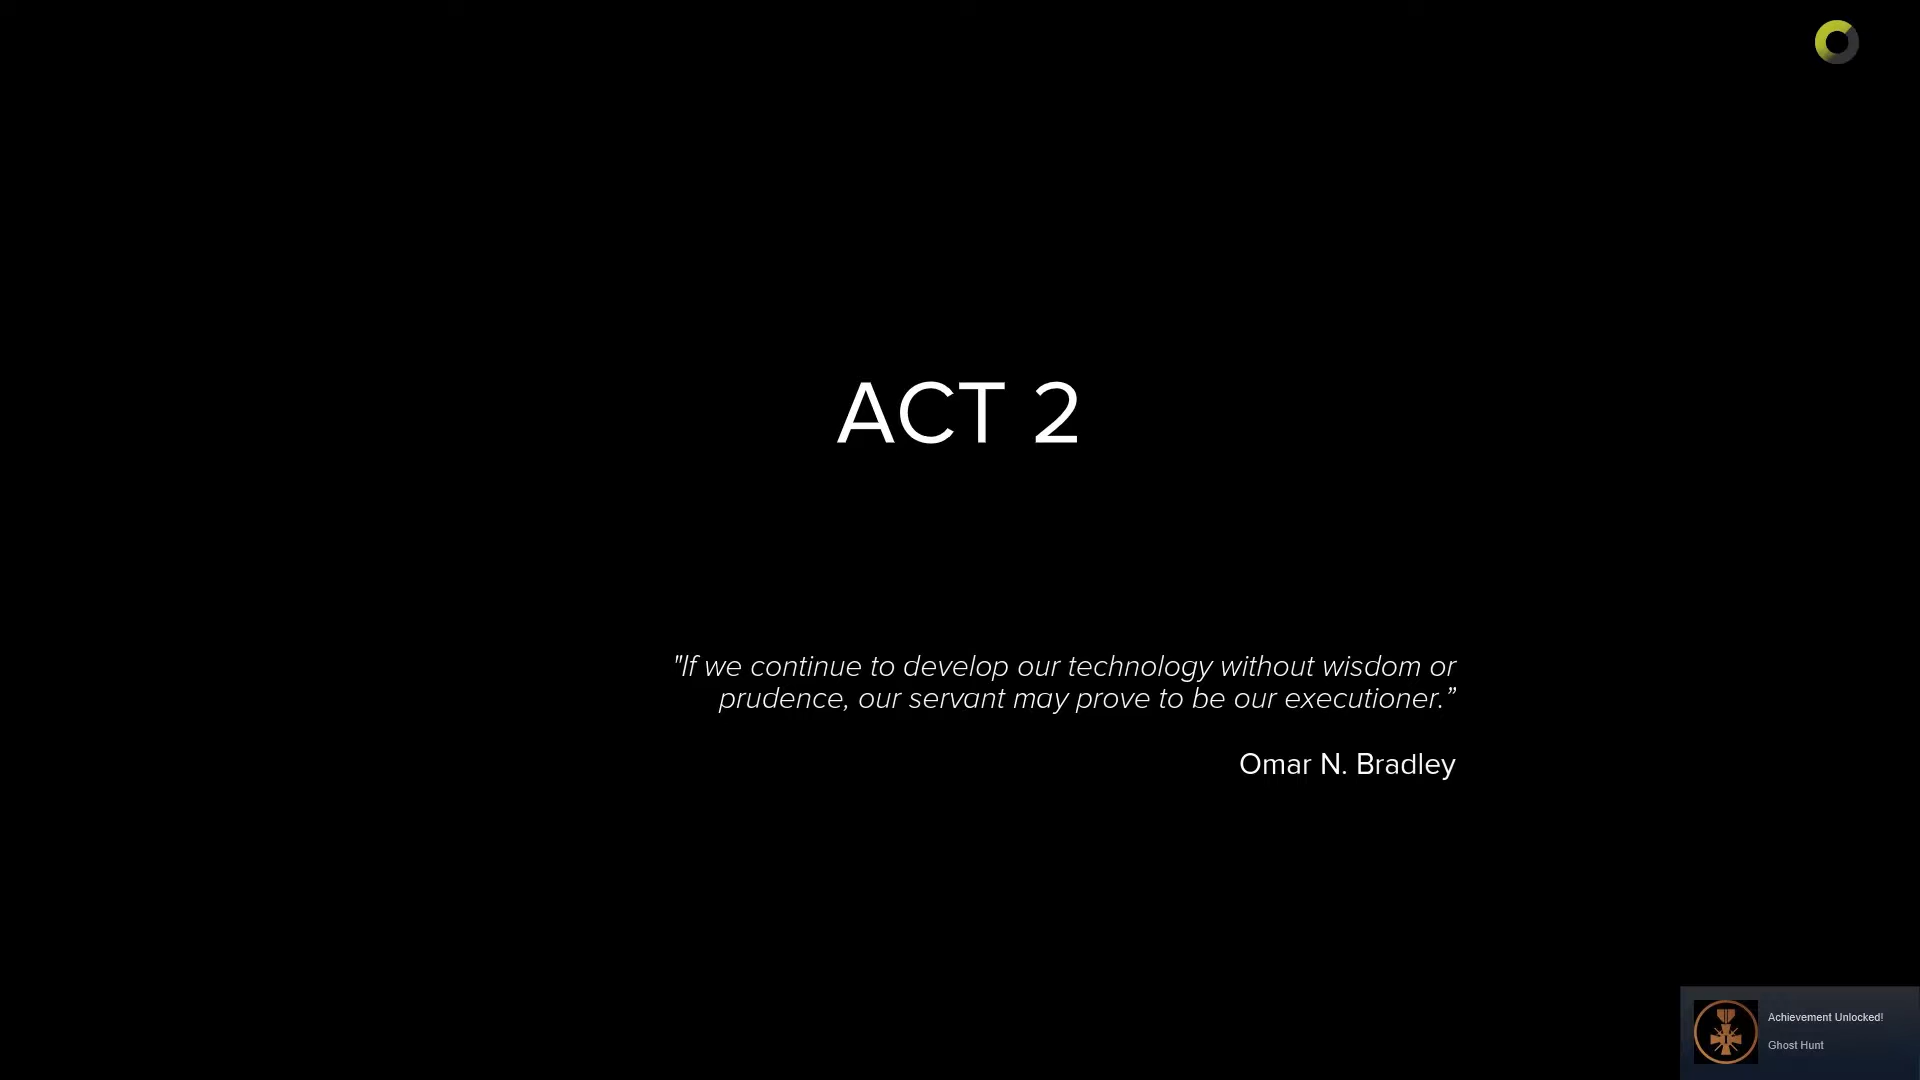 ACT 2
"If we continue to develop our technology without wisdom or
prudence, our servant may prove to be our executioner.”
Omar N. Bradley
Achievement Unlocked!
Ghost Hunt